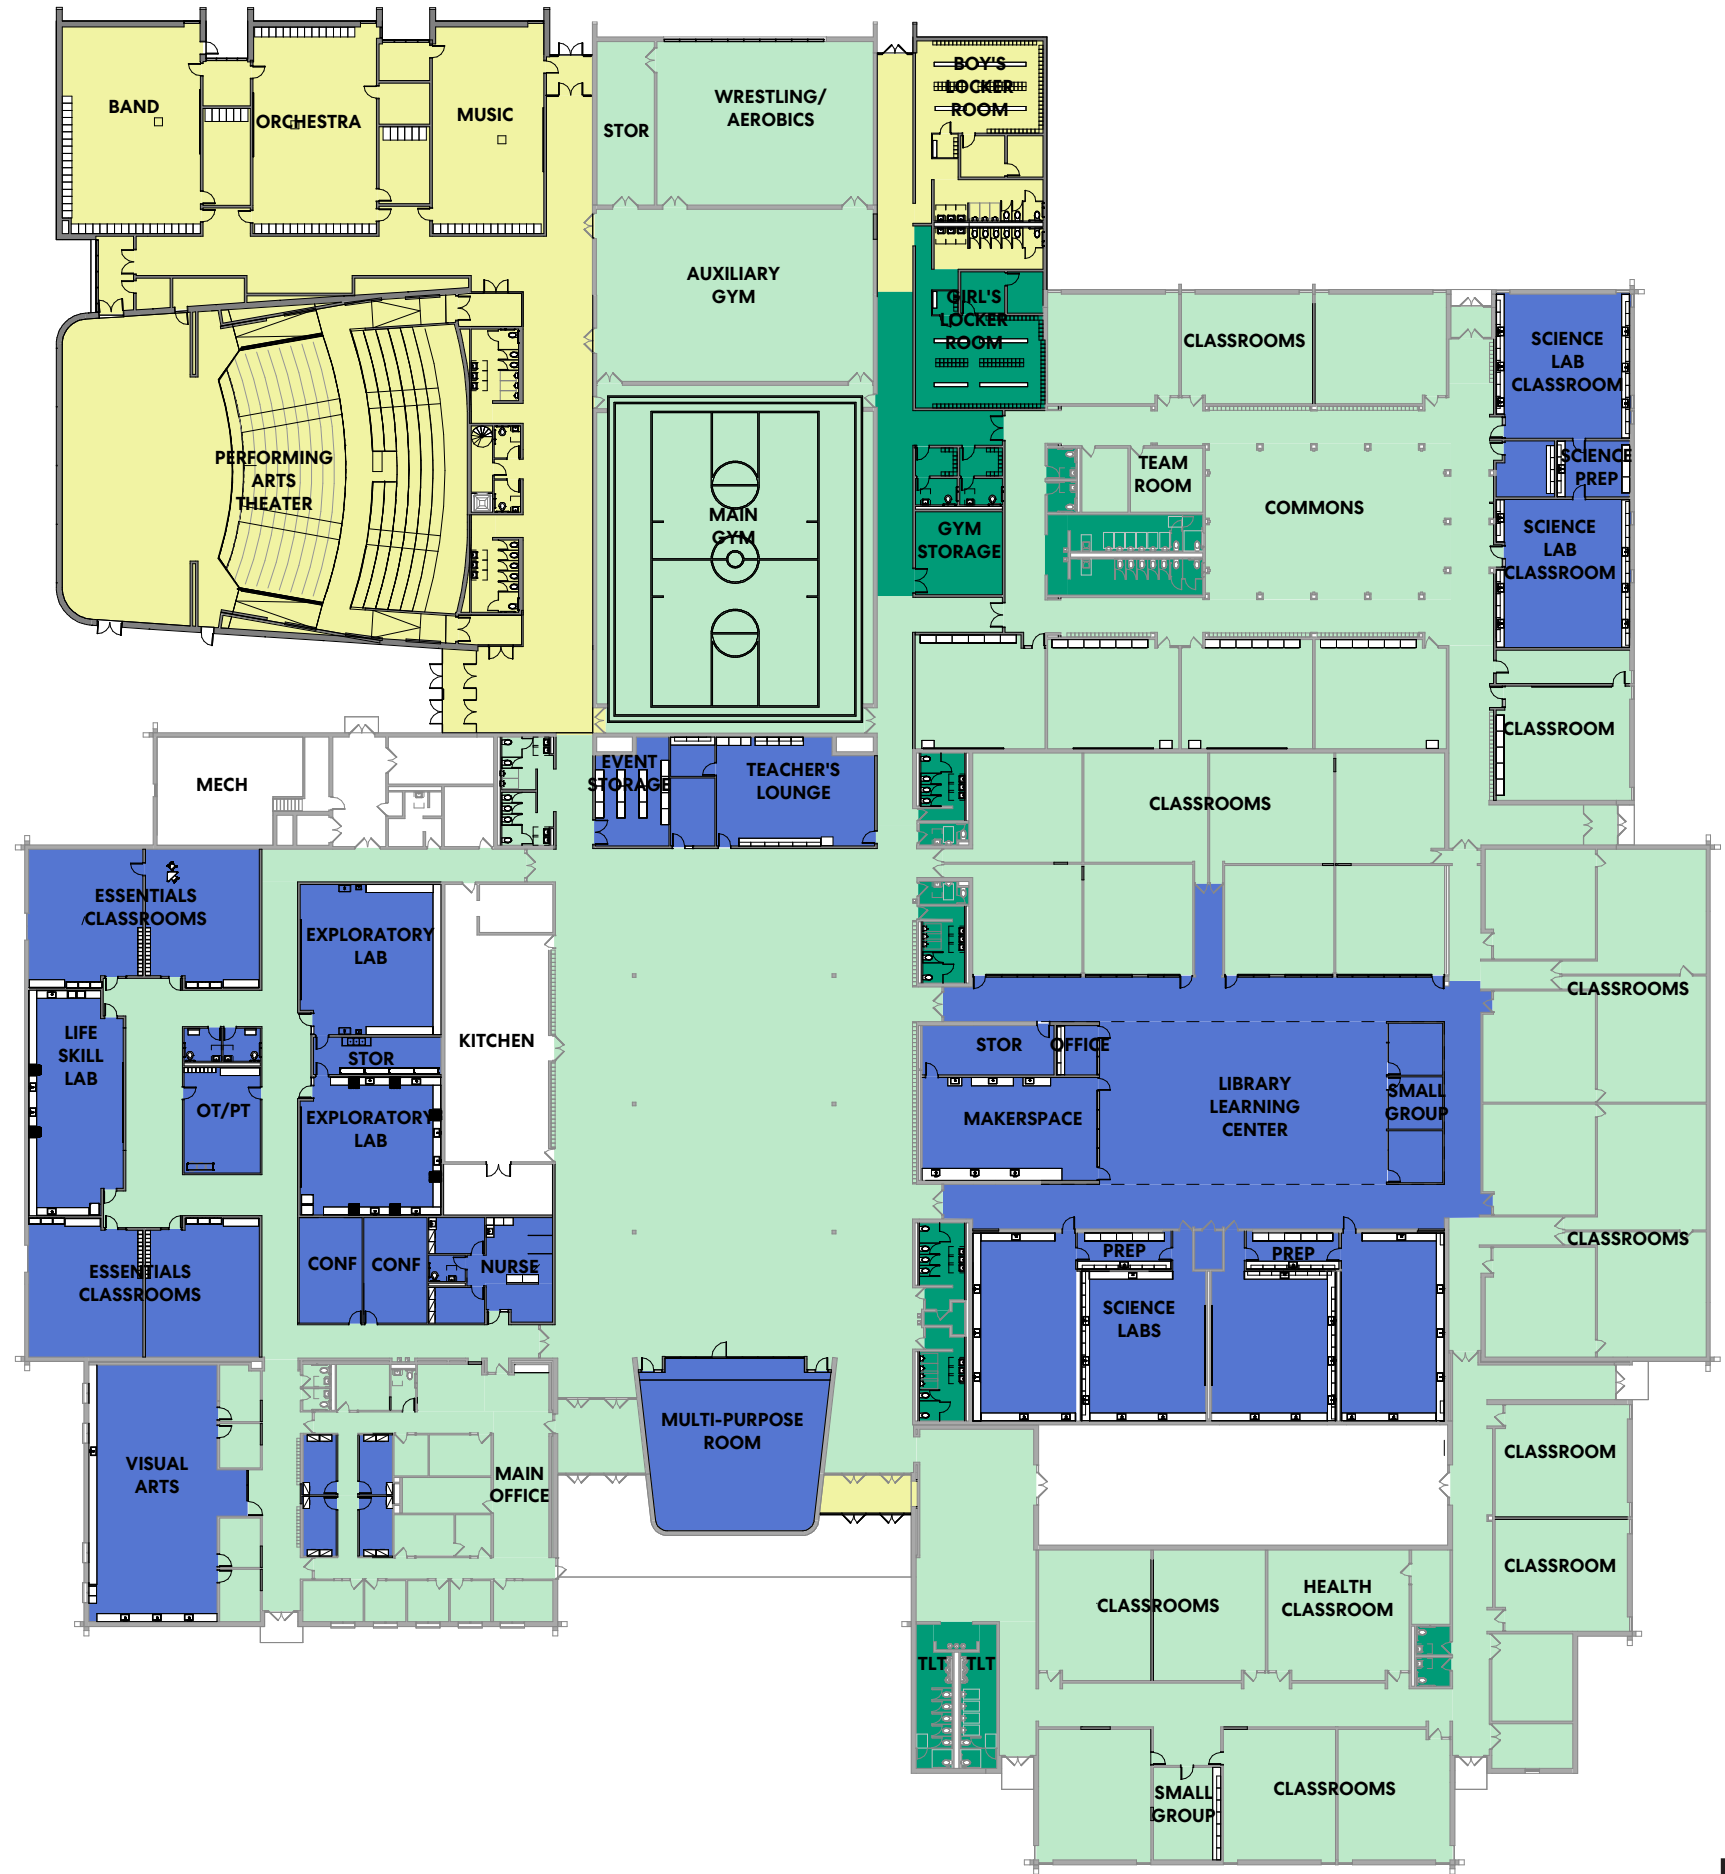 BAND
ORCHESTRA
MUSIC
STOR
WRESTLING/
AEROBICS
BOY'S
LOCKER
ROOM
AUXILIARY
GYM
GIRL'S
LOCKER
ROOM
CLASSROOMS
SCIENCE
LAB
CLASSROOM
PERFORMING
ARTS
THEATER
MAIN
GYM
GYM
STORAGE
TEAM
ROOM
COMMONS
SCIENCE
PREP
SCIENCE
LAB
CLASSROOM
CLASSROOM
MECH
EVENT
STORAGE
TEACHER'S
LOUNGE
CLASSROOMS
ESSENTIALS
CLASSROOMS
EXPLORATORY
LAB
LIFE
SKILL
LAB
STOR
OT/PT
EXPLORATORY
LAB
KITCHEN
STOR
OFFICE
MAKERSPACE
LIBRARY
LEARNING
CENTER
SMALL
GROUP
CLASSROOMS
CLASSROOMS
ESSENTIALS
CLASSROOMS
CONF
CONF
NURSE
PREP
PREP
SCIENCE
LABS
VISUAL
ARTS
MAIN
OFFICE
MULTI-PURPOSE
ROOM
CLASSROOM
CLASSROOM
CLASSROOMS
HEALTH
CLASSROOM
TLT
TLT
SMALL
GROUP
CLASSROOMS